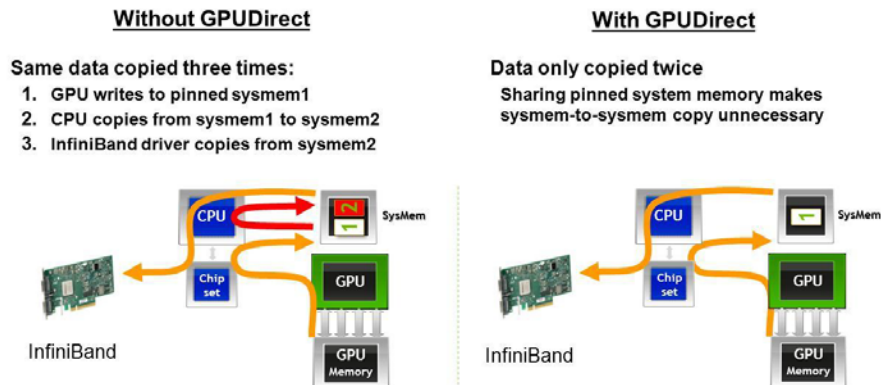 Without GPUDirect
Same data copied three times:
1. GPU writes to pinned sysmem1
2. CPU copies from sysmem1 to sysmem2
3. InfiniBand driver copies from sysmem2
CPU
2
1
SysMem
Chip
set
GPU
GPU
Memory
InfiniBand
With GPUDirect
Data only copied twice
Sharing pinned system memory makes
sysmem-to-sysmem copy unnecessary
CPU
1
SysMem
Chip
set
GPU
GPU
Memory
InfiniBand